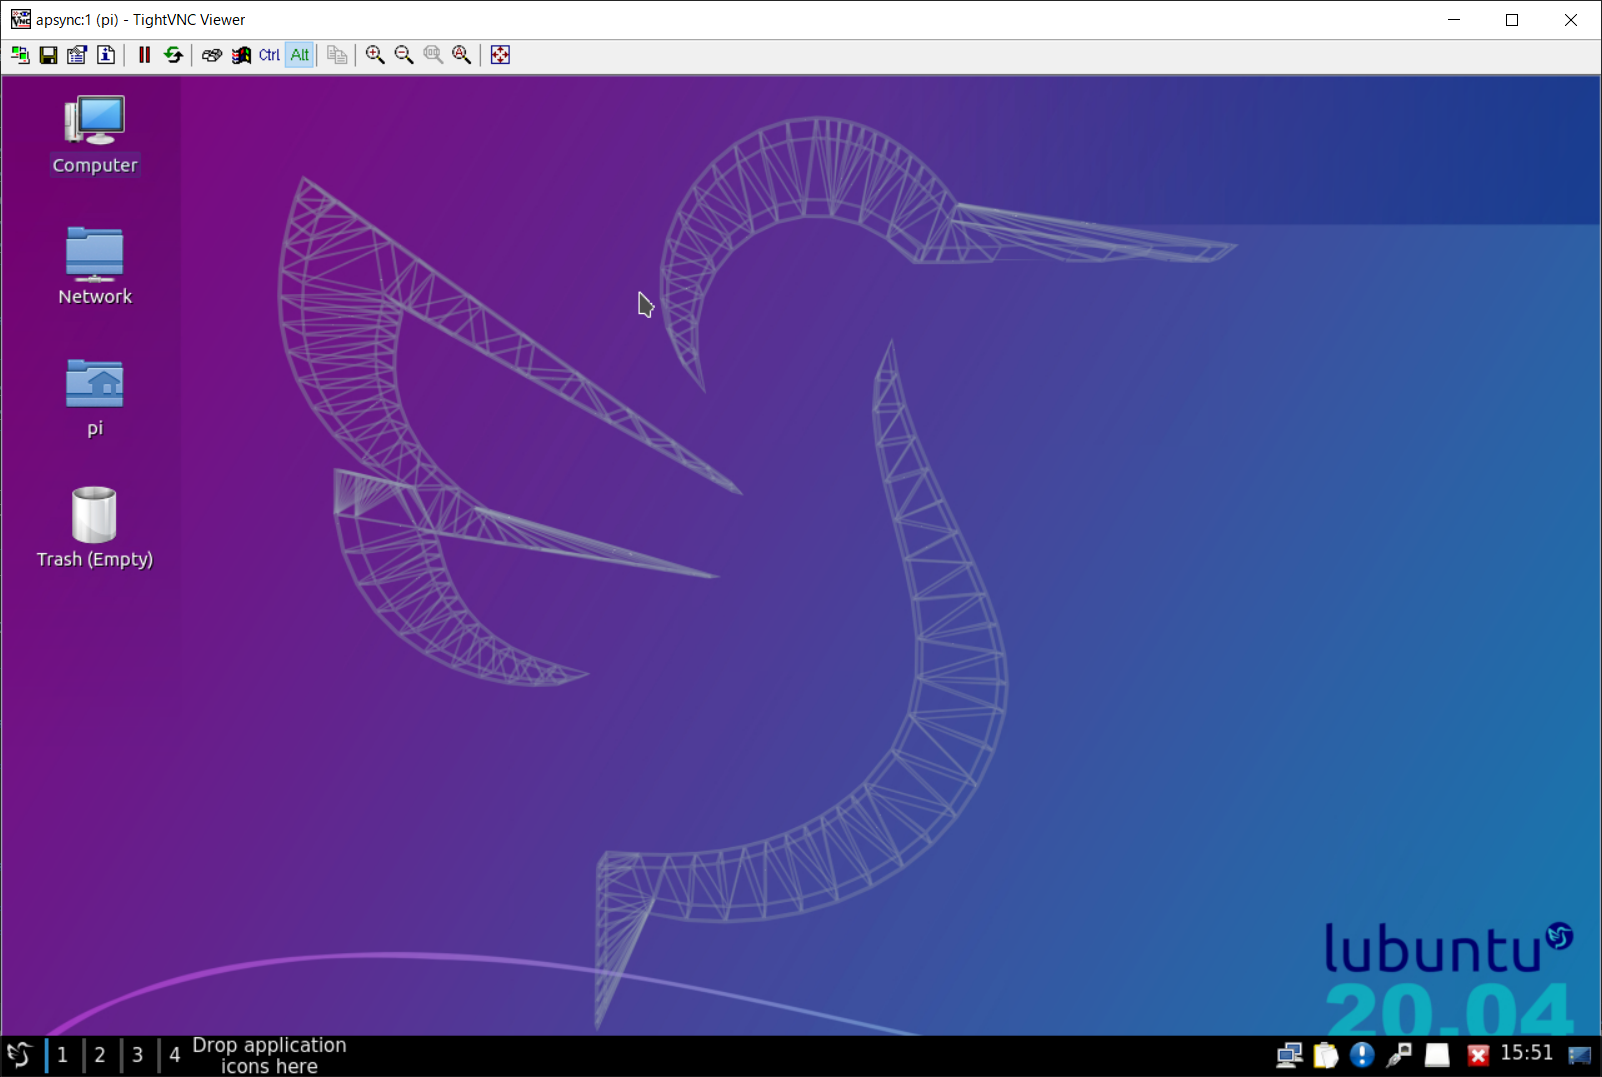 apsync:1 (pi) - TightVNC Viewer
Ctrl Alt
Computer
Network
pi
Trash (Empty)
lubuntu
20.04
1 2 3 4 Drop application
icons here
15:51